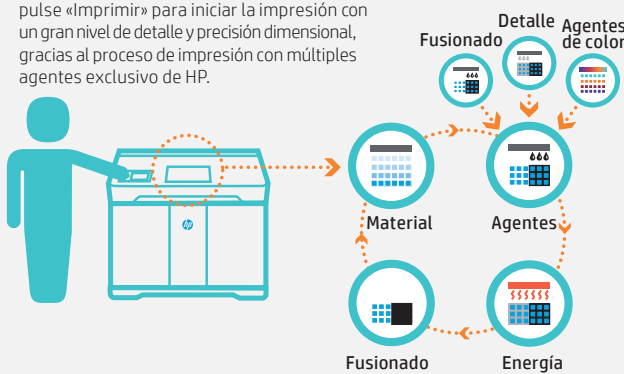 pulse «Imprimir» para iniciar la impresión con
un gran nivel de detalle y precisión dimensional,
gracias al proceso de impresión con múltiples
agentes exclusivo de HP.
Fusionado
Detalle
Agentes
de color
hp
Material
Agentes
Fusionado
Energía